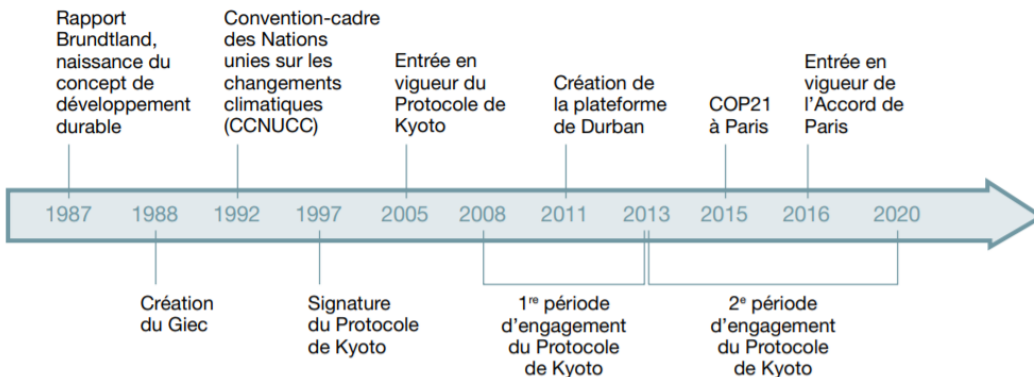 Rapport
Brundtland,
naissance du
concept de
développement
durable
Convention-cadre
des Nations
unies sur les
changements
climatiques
(CCNUCC)
Entrée en
vigueur du
Protocole de
Kyoto
Création de
la plateforme
de Durban
COP21
à Paris
Entrée en
vigueur de
l'Accord de
Paris
1987 1988 1992 1997 2005 2008 2011 2013 2015 2016 2020
Création
du Giec
Signature
du Protocole
de Kyoto
1re période
d'engagement
du Protocole
de Kyoto
2e période
d'engagement
du Protocole
de Kyoto